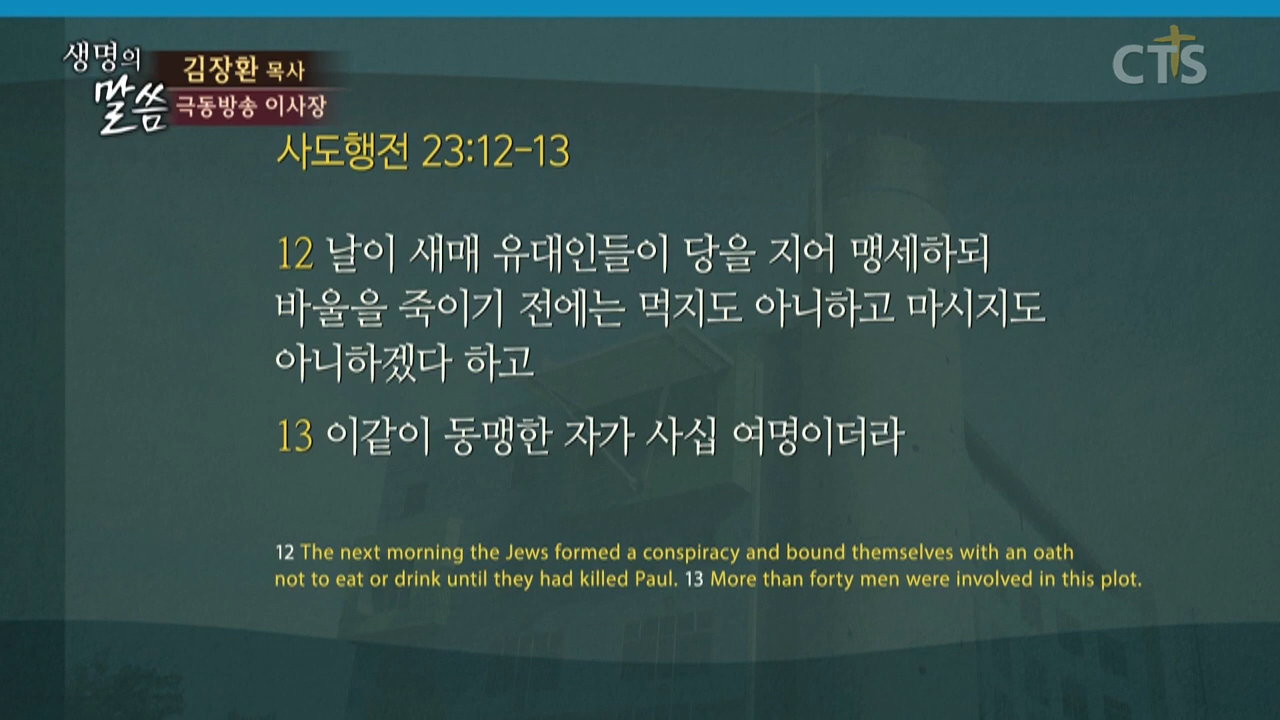 생명의
말씀
김장환 목사
극동방송 이사장
CTS
사도행전 23:12-13
12 날이 새매 유대인들이 당을 지어 맹세하되
바울을 죽이기 전에는 먹지도 아니하고 마시지도
아니하겠다 하고
13 이같이 동맹한 자가 사십 여명이더라
12 The next morning the Jews formed a conspiracy and bound themselves with an oath
not to eat or drink until they had killed Paul. 13 More than forty men were involved in this plot.